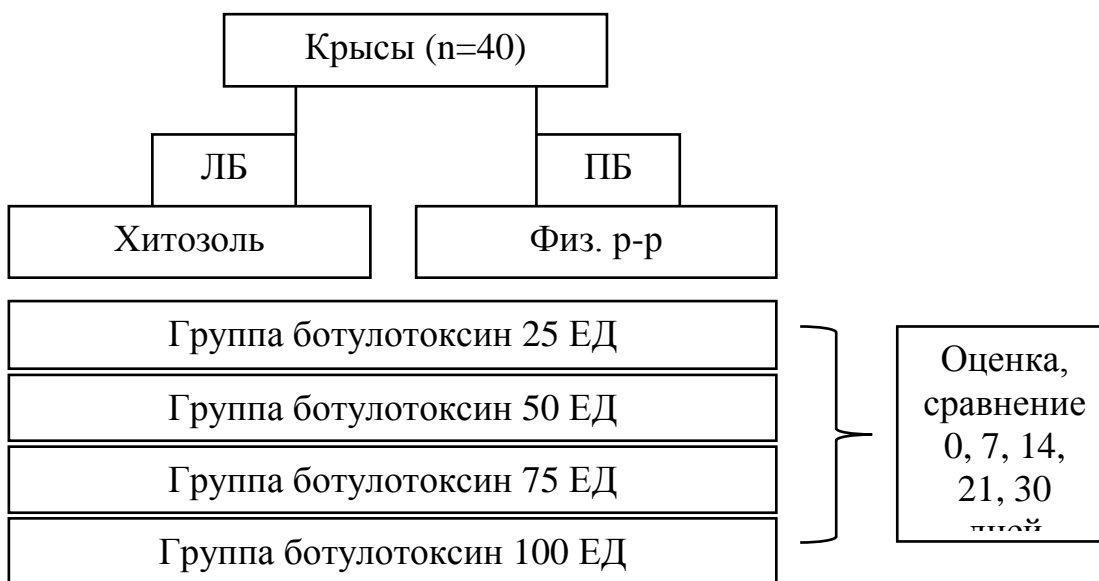 Крысы (n=40)
ЛБ
ПБ
Хитозоль
Физ. р-р
Группа ботулотоксин 25 ЕД
Группа ботулотоксин 50 ЕД
Группа ботулотоксин 75 ЕД
Группа ботулотоксин 100 ЕД
Оценка,
сравнение
0, 7, 14,
21, 30
дней